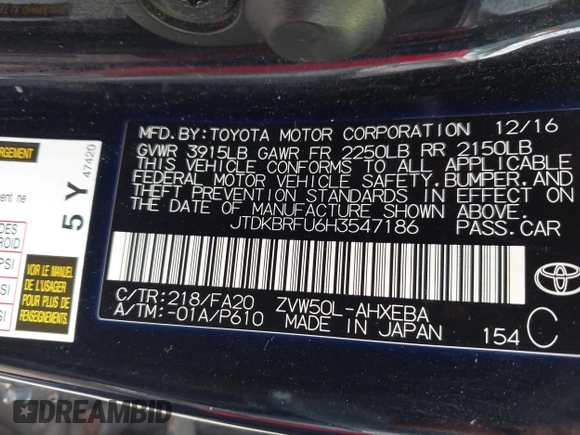 MFD. BY: TOYOTA MOTOR CORPORATION 12/16
GVWR 3915LB GAWR FR 2250LB RR 2150LB
THIS VEHICLE CONFORMS TO ALL APPLICABLE
FEDERAL MOTOR VEHICLE SAFETY, BUMPER, AND
THEFT PREVENTION STANDARDS IN EFFECT ON
THE DATE OF MANUFACTURE SHOWN ABOVE.
JTDKBRFU6H3547186 PASS.CAR
C/TR: 218/FA20 ZVW50L-AHXEBA
A/TM: -01A/P610 MADE IN JAPAN 154 C
5 Y
47420
VOIR LE MANUEL
DE L'USAGER
POUR PLUS DE
RENSEIGNEMENTS
DREAMBID